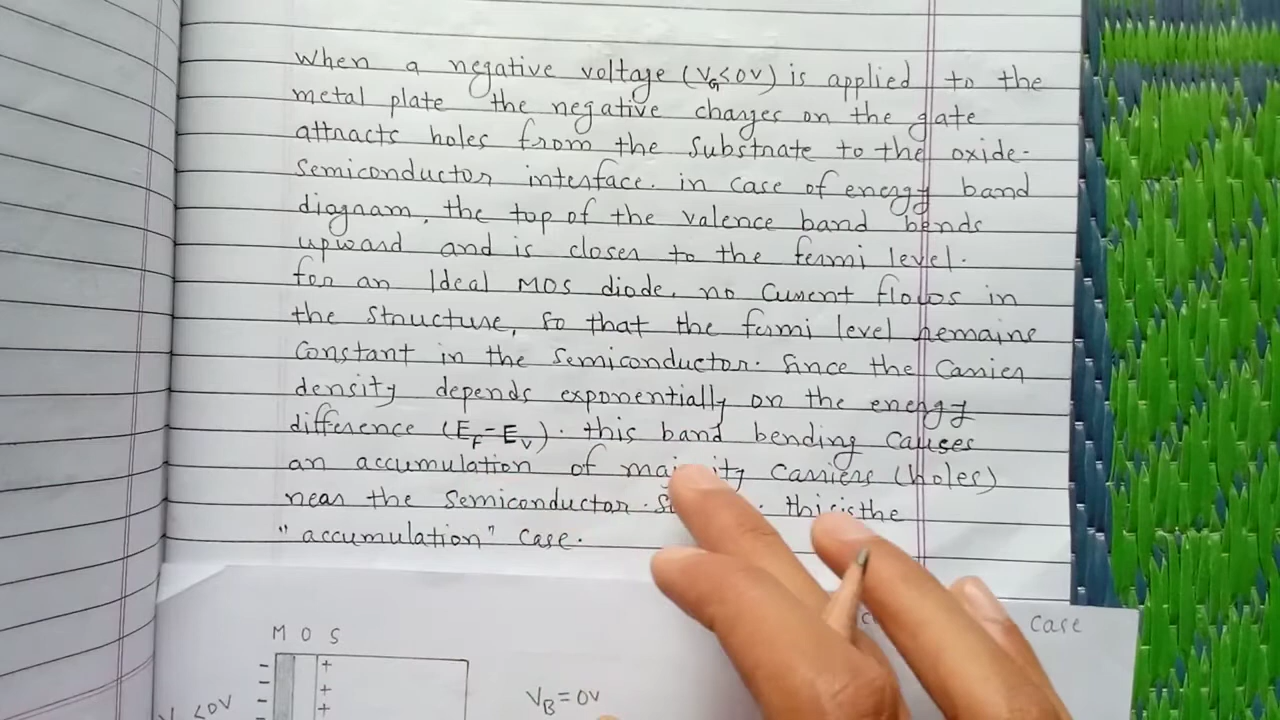 When a negative voltage (VG<0V) is applied to the
metal plate the negative charges on the gate
attracts holes from the substrate to the oxide-
semiconductor interface. in case of energy band
diagram, the top of the valence band bends
upward and is closer to the fermi level.
for an Ideal MOS diode, no current flows in
the structure, so that the fermi level remains
constant in the semiconductor. Since the carrier
density depends exponentially on the energy
difference (EF-EV). this band bending causes
an accumulation of carriers (holes)
near the semiconductor. this is the
"accumulation" case.
case
M O S
- +
- +
- +
<0V
VB=0V